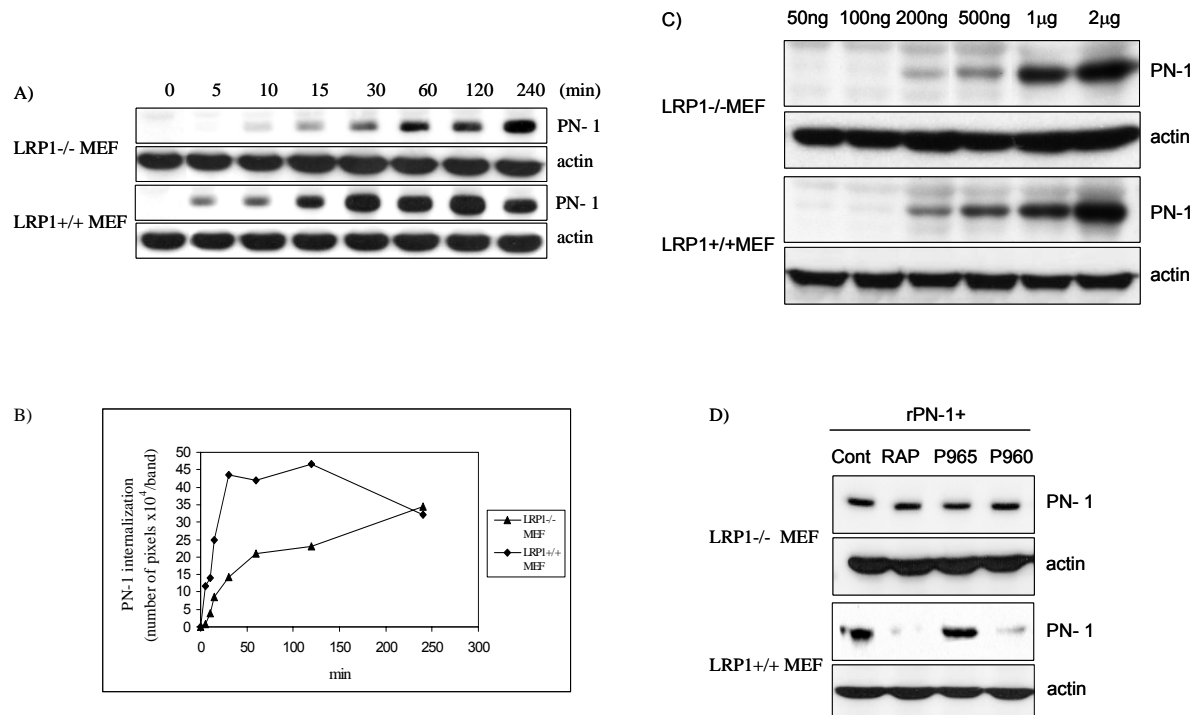 A)
0 5 10 15 30 60 120 240 (min)
LRP1-/- MEF
PN- 1
actin
LRP1+/+ MEF
PN- 1
actin
B)
PN-1 internalization
(number of pixels x10⁴/band)
50
45
40
35
30
25
20
15
10
5
0
0 50 100 150 200 250 300
min
LRP1-/-
MEF
LRP1+/+
MEF
C)
50ng 100ng 200ng 500ng 1µg 2µg
LRP1-/-MEF
PN-1
actin
LRP1+/+MEF
PN-1
actin
D)
rPN-1+
Cont RAP P965 P960
LRP1-/- MEF
PN- 1
actin
LRP1+/+ MEF
PN- 1
actin